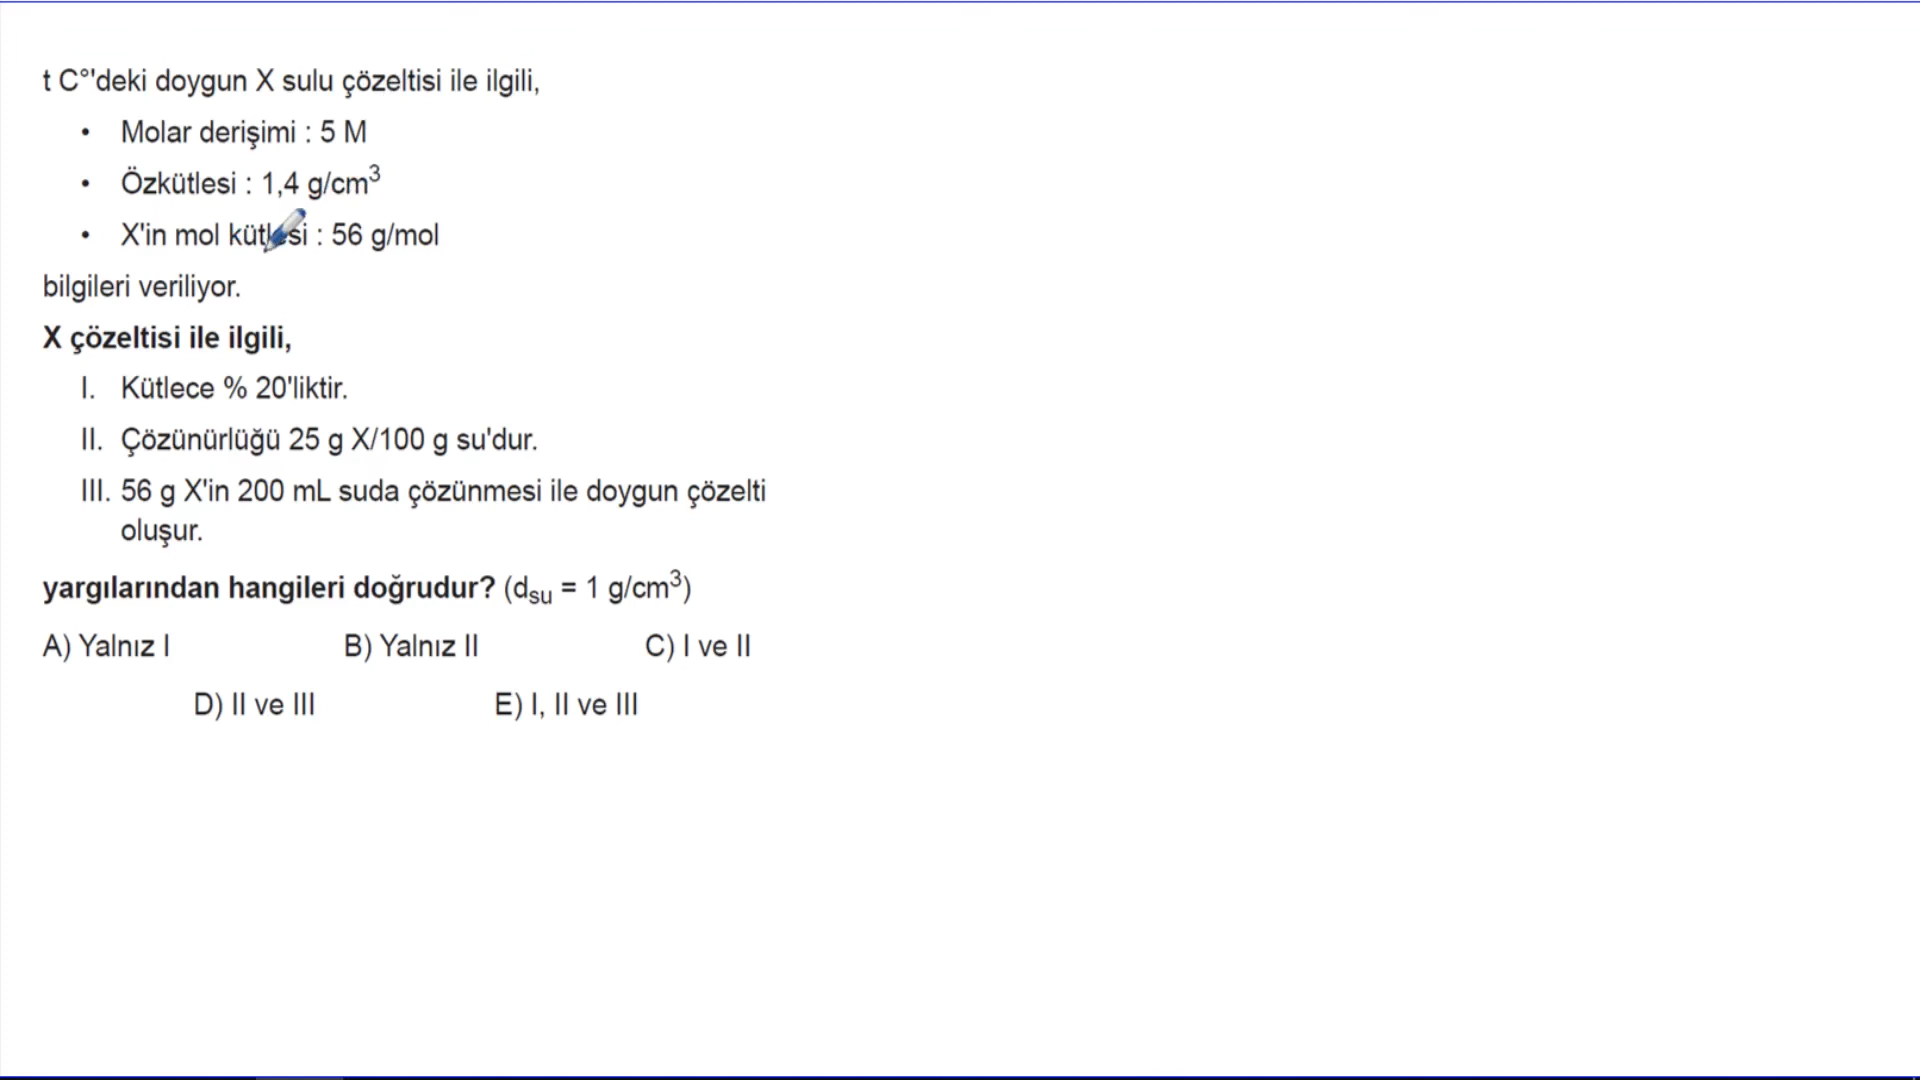 t C°'deki doygun X sulu çözeltisi ile ilgili,
• Molar derişimi : 5 M
• Özkütlesi : 1,4 g/cm³
• X'in mol kütlesi : 56 g/mol
bilgileri veriliyor.
X çözeltisi ile ilgili,
I. Kütlece % 20'liktir.
II. Çözünürlüğü 25 g X/100 g su'dur.
III. 56 g X'in 200 mL suda çözünmesi ile doygun çözelti
oluşur.
yargılarından hangileri doğrudur? (dsu = 1 g/cm³)
A) Yalnız I B) Yalnız II C) I ve II
D) II ve III E) I, II ve III